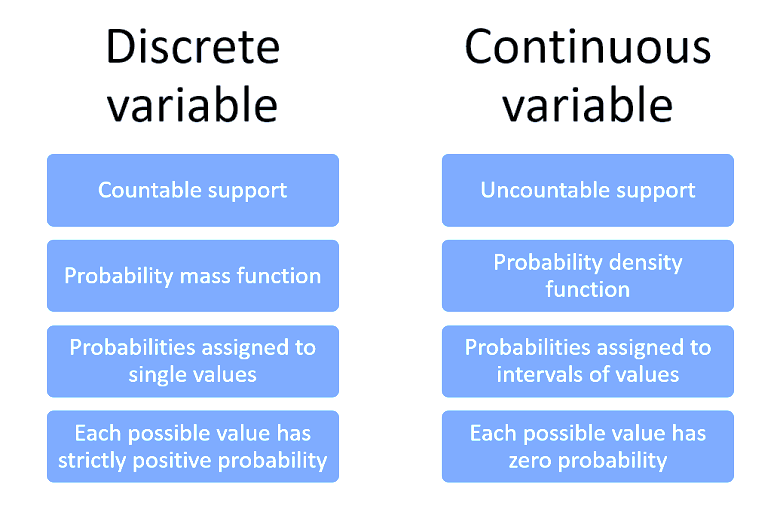 Discrete
variable
Countable support
Probability mass function
Probabilities assigned to
single values
Each possible value has
strictly positive probability
Continuous
variable
Uncountable support
Probability density
function
Probabilities assigned to
intervals of values
Each possible value has
zero probability